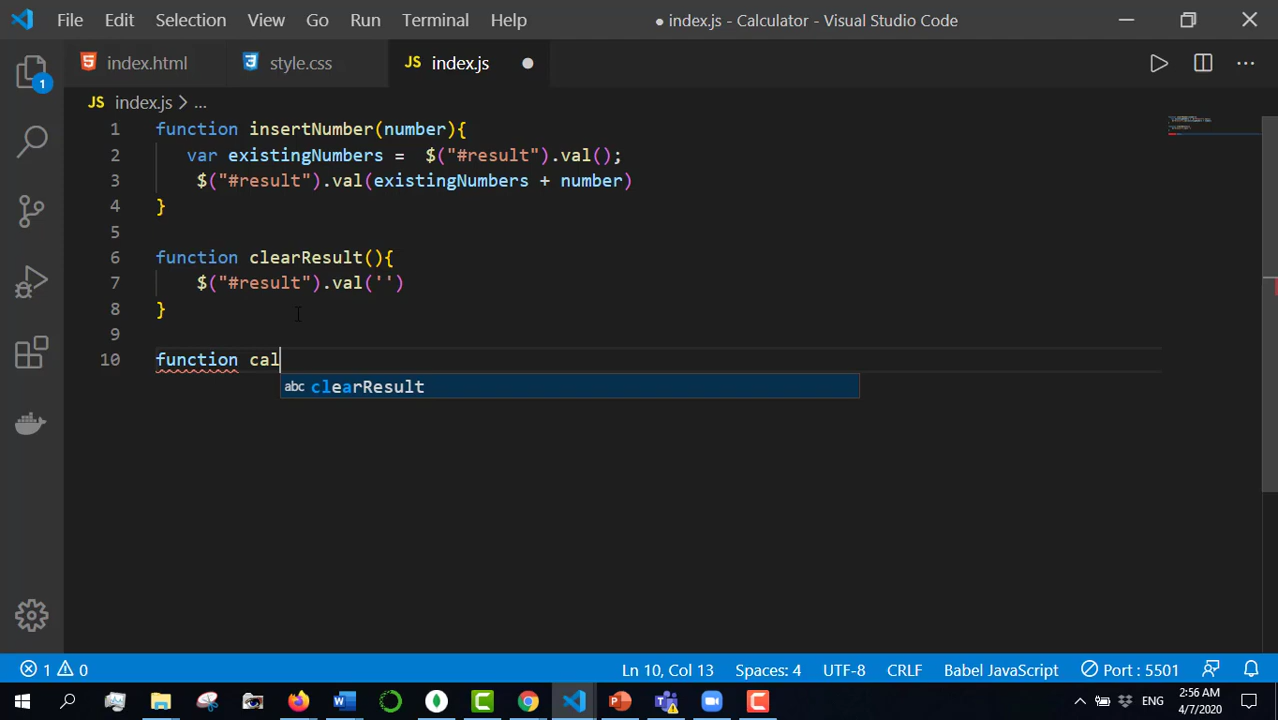 File Edit Selection View Go Run Terminal Help ● index.js - Calculator - Visual Studio Code
index.html style.css JS index.js
1
JS index.js > ...
1 function insertNumber(number){
2 var existingNumbers = $("#result").val();
3 $("#result").val(existingNumbers + number)
4 }
5
6 function clearResult(){
7 $("#result").val('')
8 }
9
10 function cal
abc clearResult
1 0 Ln 10, Col 13 Spaces: 4 UTF-8 CRLF Babel JavaScript Port : 5501
ENG 2:56 AM
4/7/2020